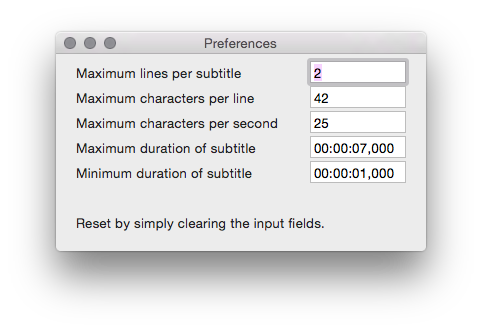 Preferences
Maximum lines per subtitle 2
Maximum characters per line 42
Maximum characters per second 25
Maximum duration of subtitle 00:00:07,000
Minimum duration of subtitle 00:00:01,000
Reset by simply clearing the input fields.